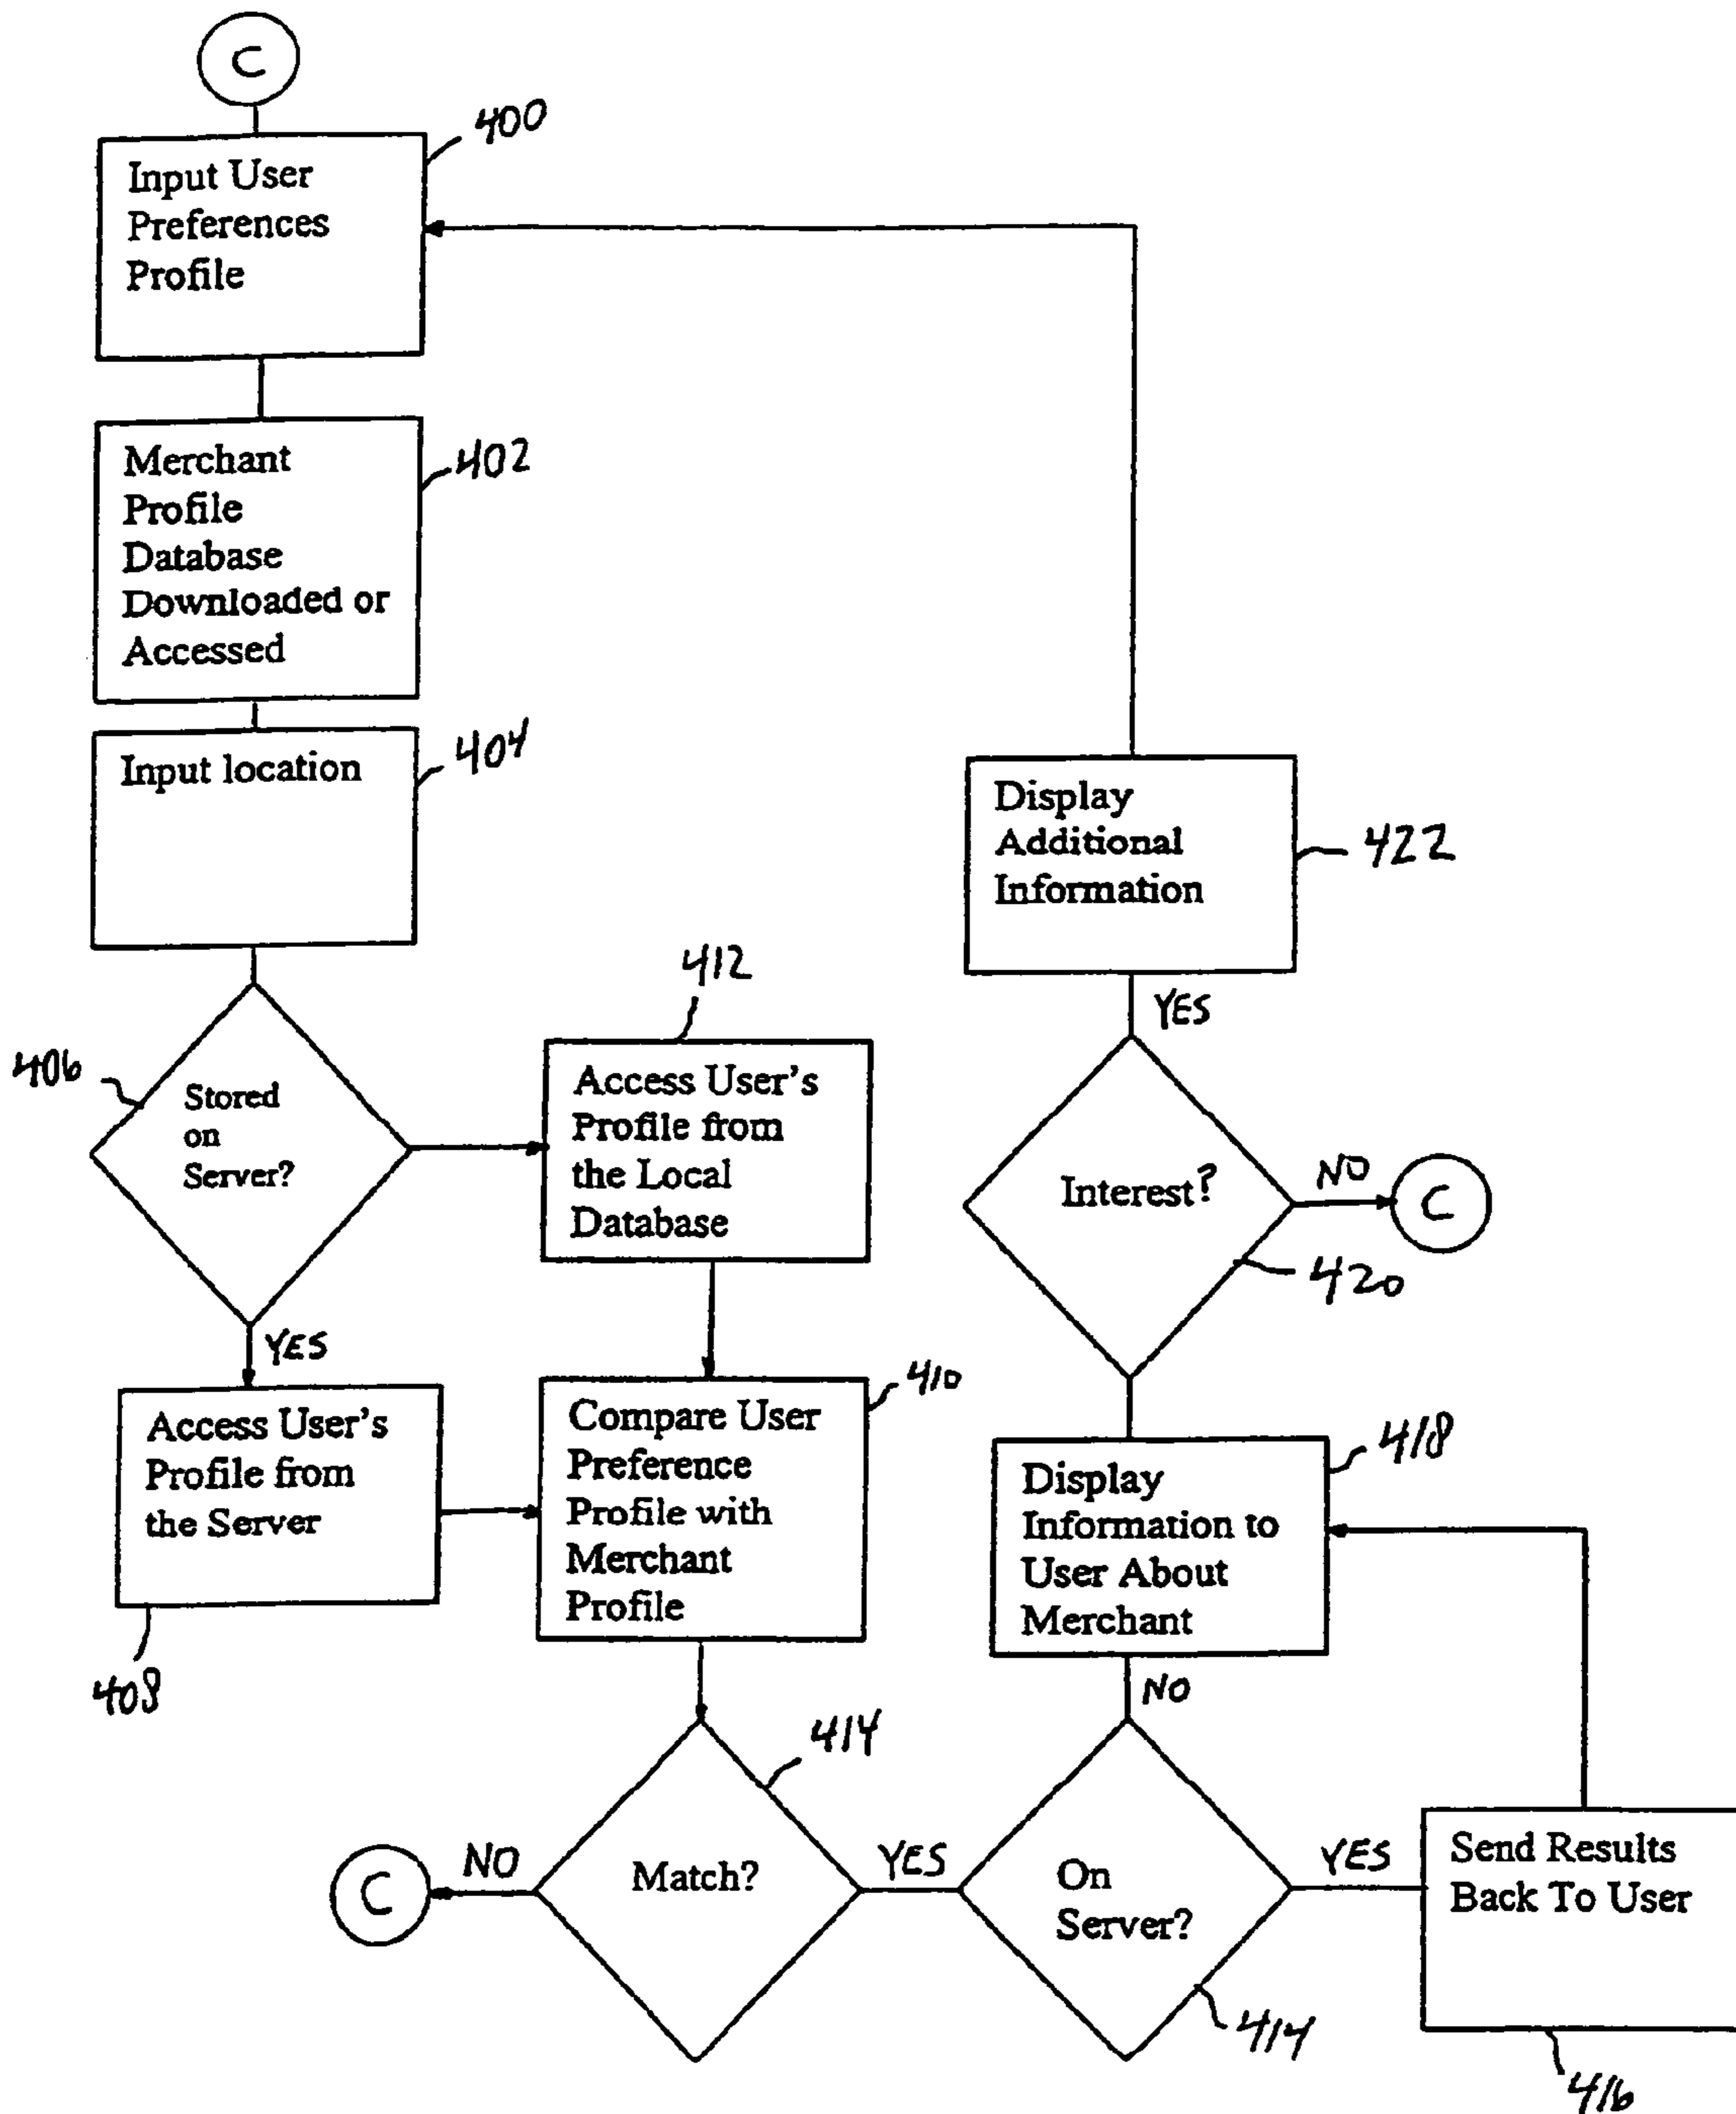 C
400
Input User
Preferences
Profile
402
Merchant
Profile
Database
Downloaded or
Accessed
404
Input location
406
Stored
on
Server?
YES
412
Access User's
Profile from
the Local
Database
408
Access User's
Profile from
the Server
410
Compare User
Preference
Profile with
Merchant
Profile
414
Match?
NO
C
YES
On
Server?
414
YES
Send Results
Back To User
416
NO
418
Display
Information to
User About
Merchant
Interest?
420
NO
C
YES
Display
Additional
Information
422